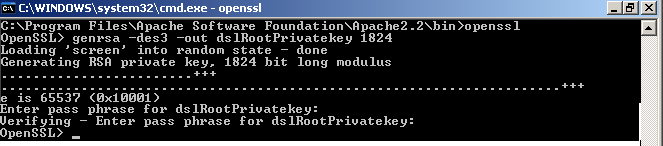 C:\WINDOWS\system32\cmd.exe - openssl
C:\Program Files\Apache Software Foundation\Apache2.2\bin>openssl
OpenSSL> genrsa -des3 -out dslRootPrivatekey 1824
Loading 'screen' into random state - done
Generating RSA private key, 1824 bit long modulus
........................+++
......................................................................+++
e is 65537 (0x10001)
Enter pass phrase for dslRootPrivatekey:
Verifying - Enter pass phrase for dslRootPrivatekey:
OpenSSL> _